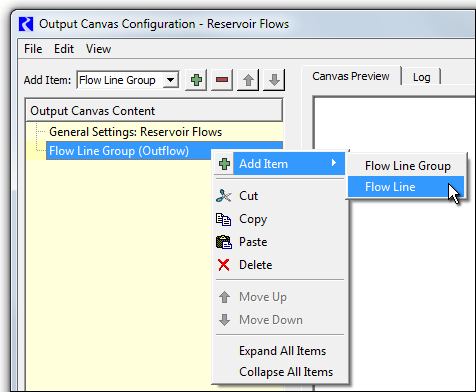 Output Canvas Configuration - Reservoir Flows
File Edit View
Add Item: Flow Line Group
Canvas Preview Log
Output Canvas Content
General Settings: Reservoir Flows
Flow Line Group (Outflow)
Add Item
Flow Line Group
Flow Line
Cut
Copy
Paste
Delete
Move Up
Move Down
Expand All Items
Collapse All Items